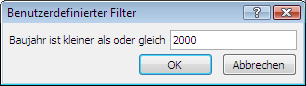 Benutzerdefinierter Filter
Baujahr ist kleiner als oder gleich 2000
OK Abbrechen